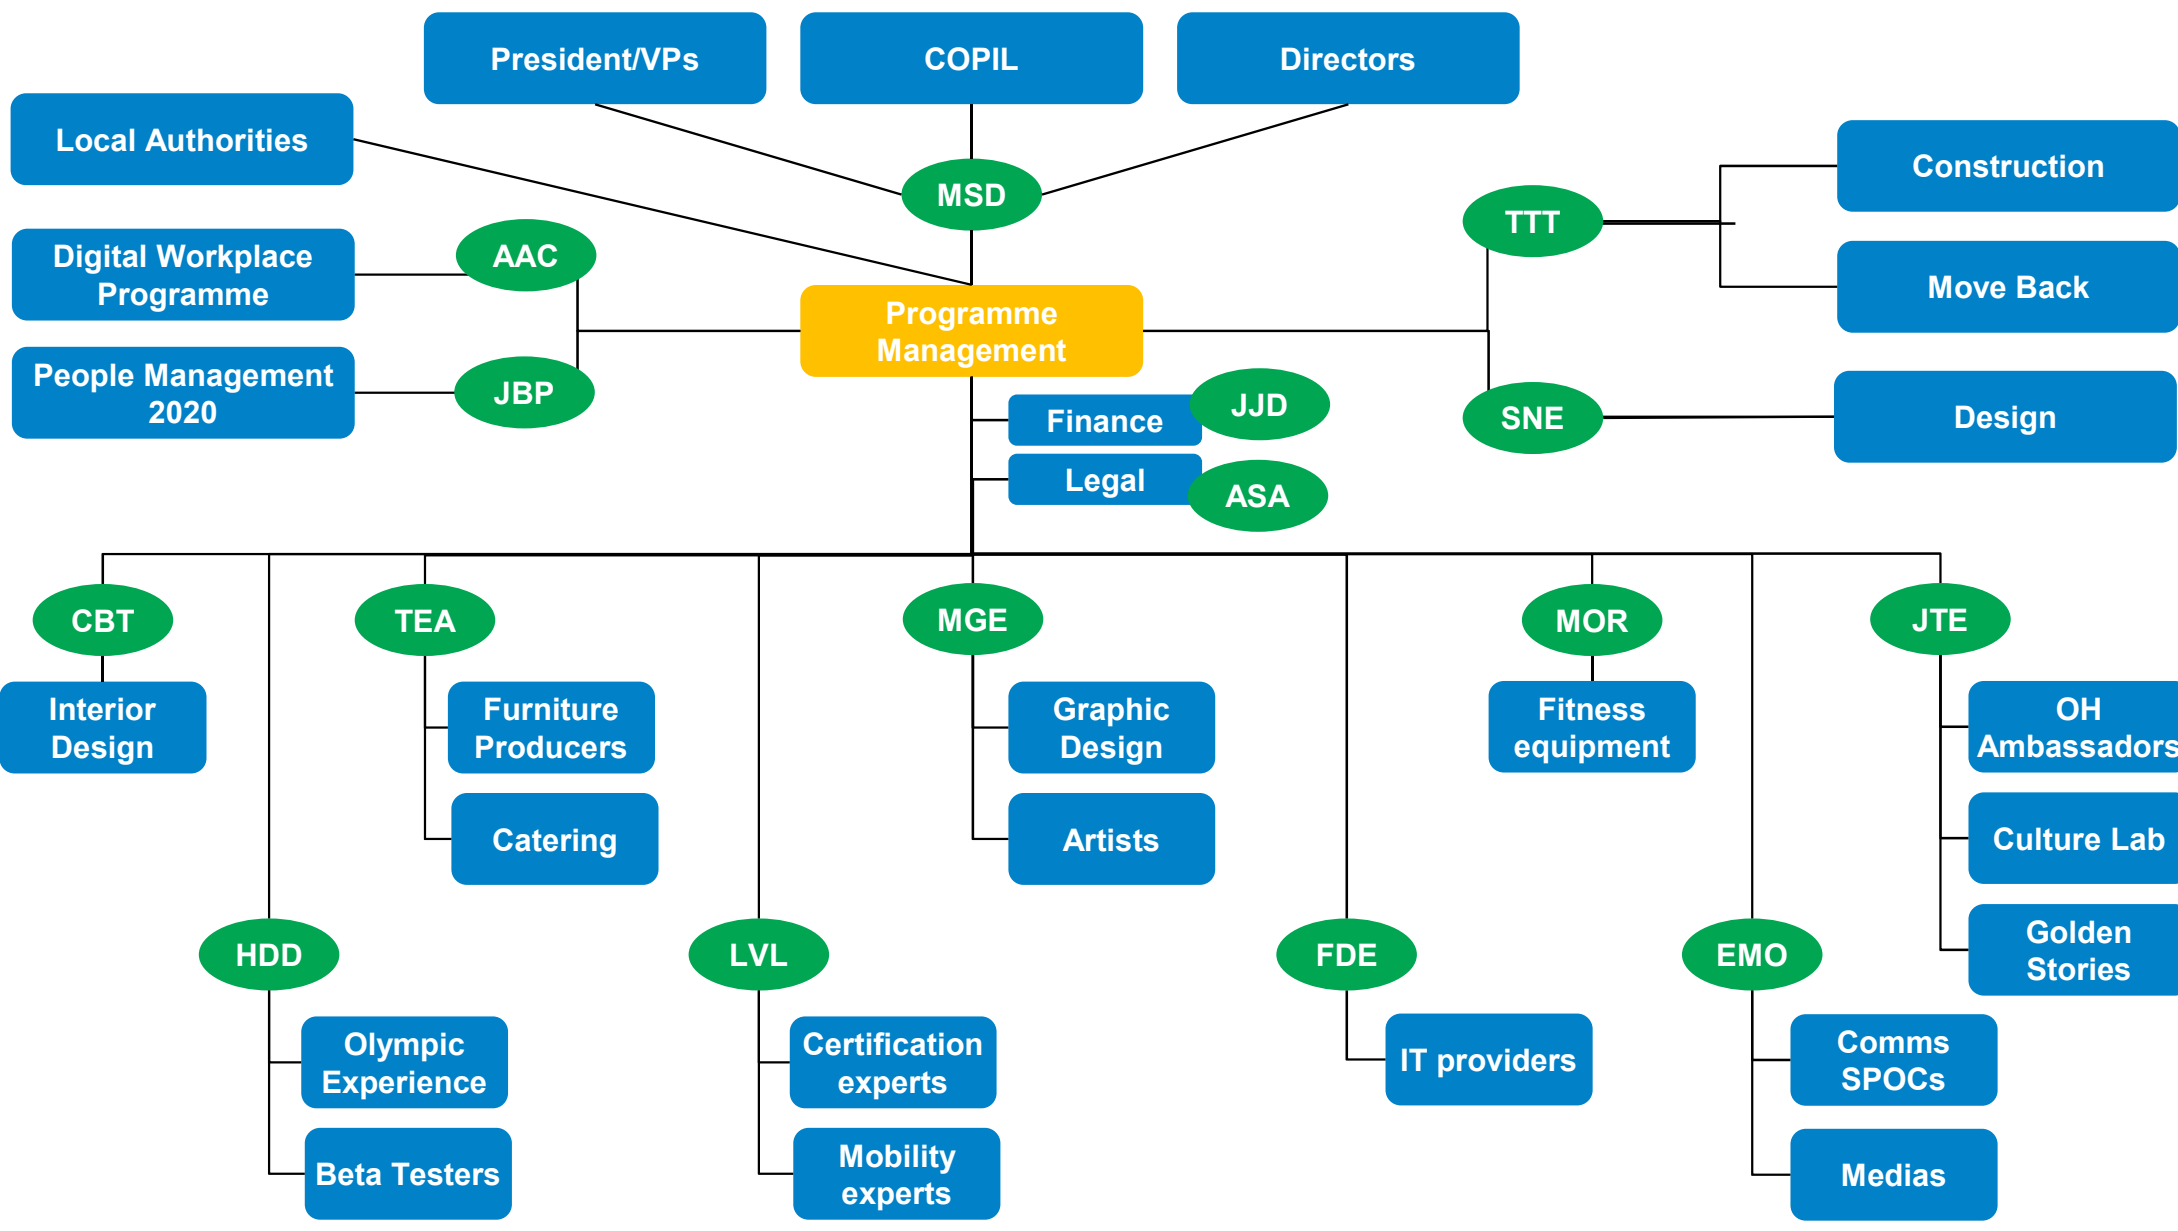 President/VPs
COPIL
Directors
Local Authorities
Construction
MSD
TTT
AAC
Digital Workplace
Programme
Move Back
Programme
Management
People Management
2020
JBP
Finance
JJD
SNE
Design
Legal
ASA
CBT
TEA
MGE
MOR
JTE
Interior
Design
Furniture
Producers
Graphic
Design
Fitness
equipment
OH
Ambassadors
Catering
Artists
Culture Lab
HDD
LVL
FDE
EMO
Golden
Stories
Olympic
Experience
Certification
experts
IT providers
Comms
SPOCs
Beta Testers
Mobility
experts
Medias